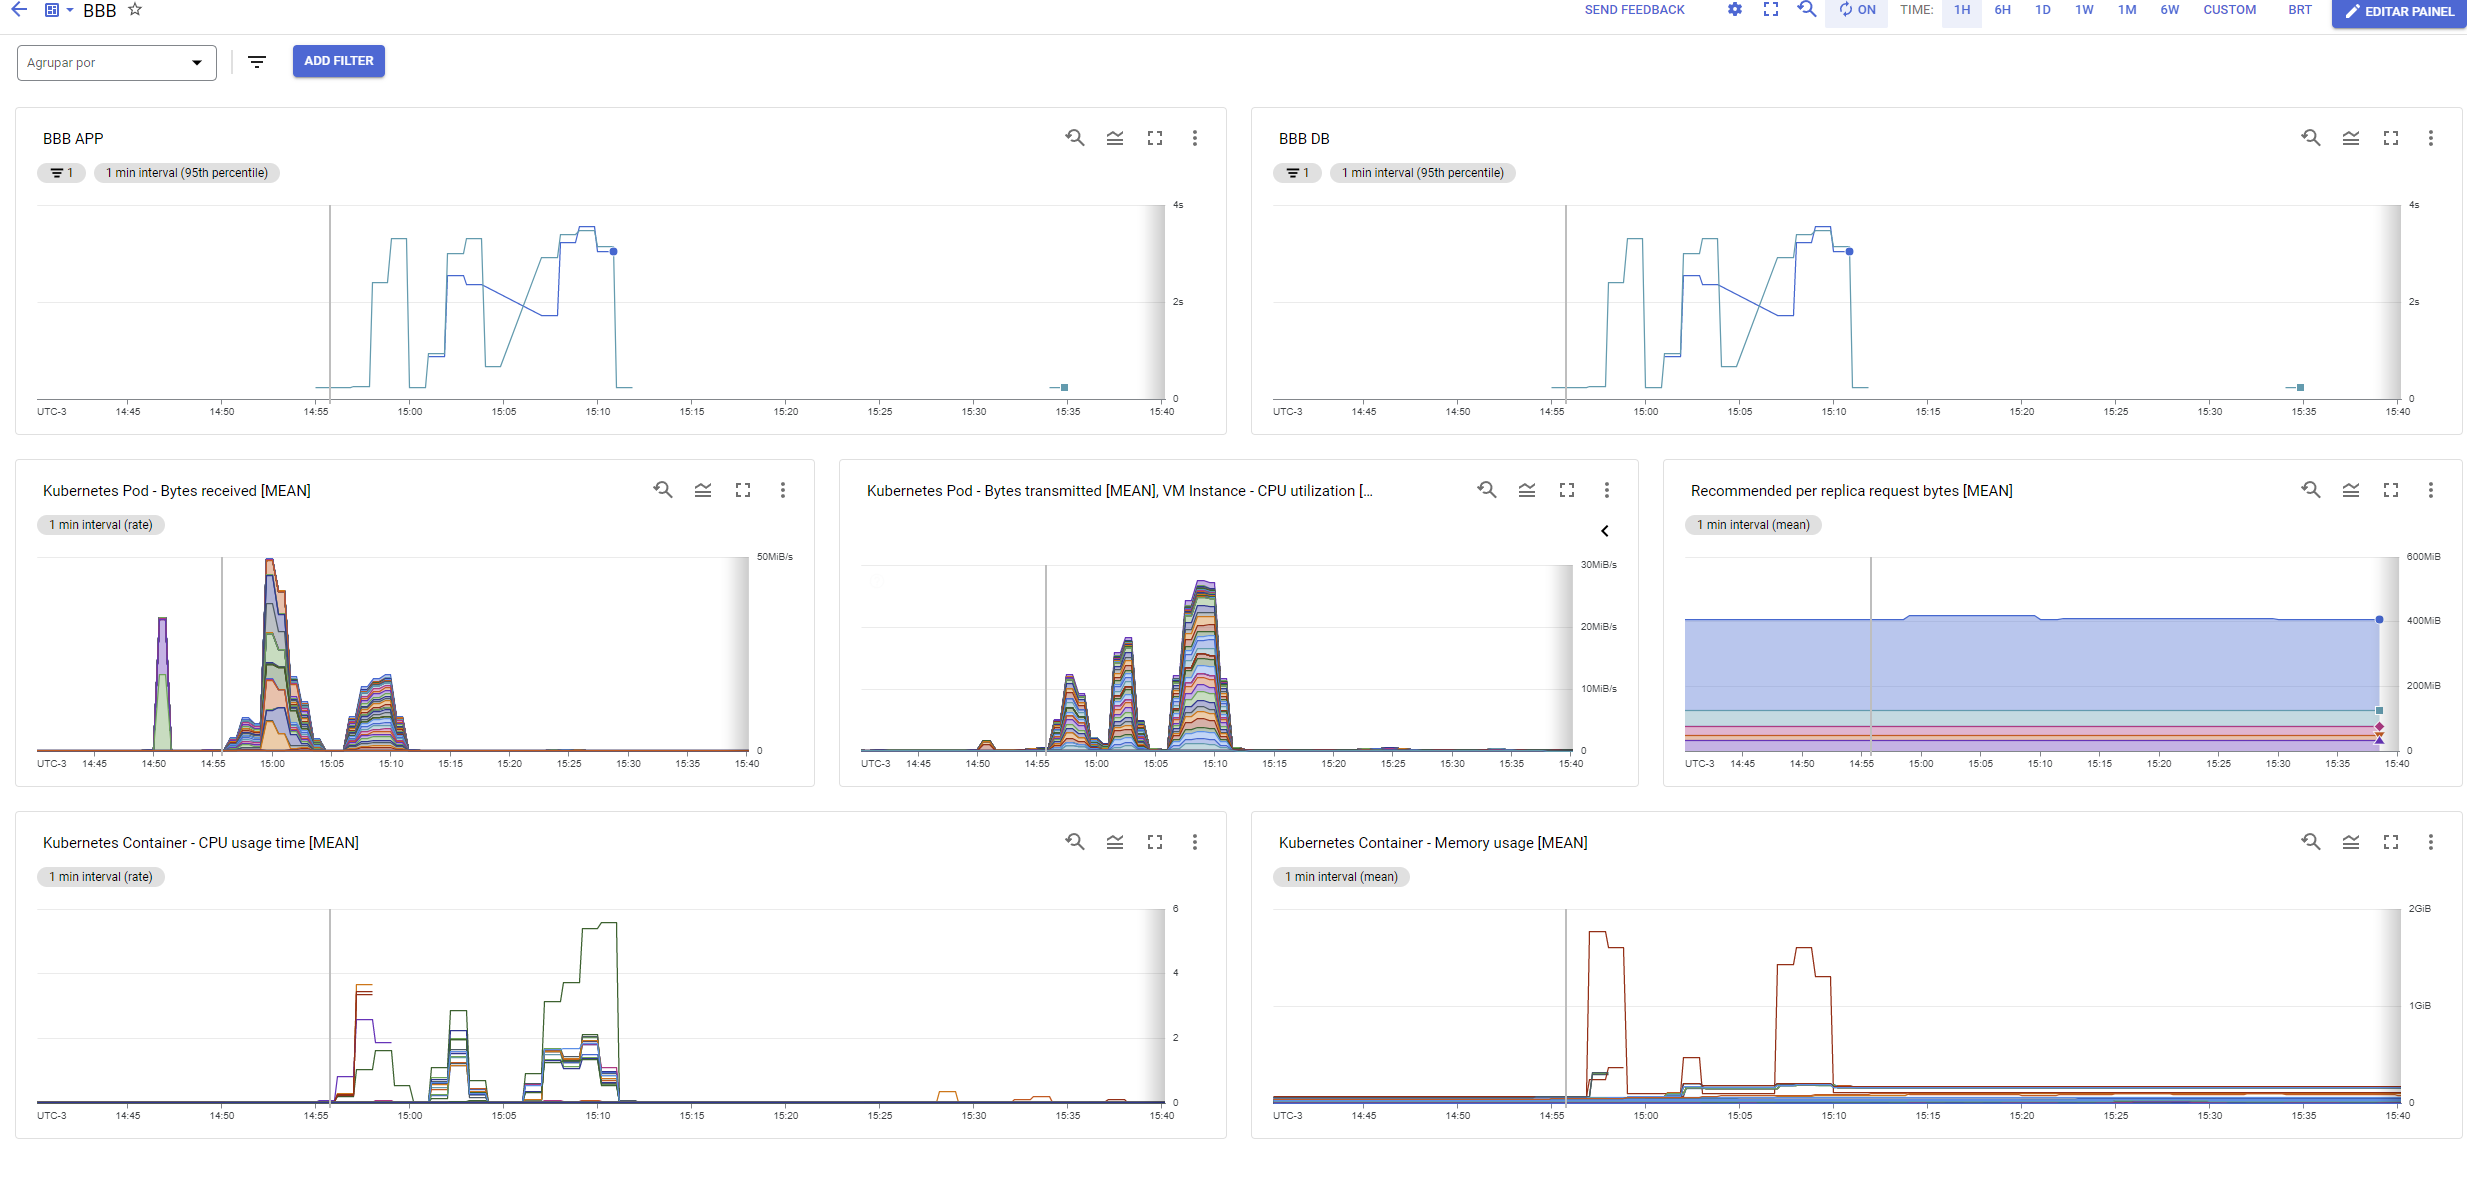 BBB
SEND FEEDBACK ON TIME: 1H 6H 1D 1W 1M 6W CUSTOM BRT EDITAR PAINEL
Agrupar por ADD FILTER
BBB APP
1 1 min interval (95th percentile)
4s
2s
0
UTC-3 14:45 14:50 14:55 15:00 15:05 15:10 15:15 15:20 15:25 15:30 15:35 15:40
BBB DB
1 1 min interval (95th percentile)
4s
2s
0
UTC-3 14:45 14:50 14:55 15:00 15:05 15:10 15:15 15:20 15:25 15:30 15:35 15:40
Kubernetes Pod - Bytes received [MEAN]
1 min interval (rate)
50MiB/s
0
UTC-3 14:45 14:50 14:55 15:00 15:05 15:10 15:15 15:20 15:25 15:30 15:35 15:40
Kubernetes Pod - Bytes transmitted [MEAN], VM Instance - CPU utilization [...
30MiB/s
20MiB/s
10MiB/s
0
UTC-3 14:45 14:50 14:55 15:00 15:05 15:10 15:15 15:20 15:25 15:30 15:35 15:40
Recommended per replica request bytes [MEAN]
1 min interval (mean)
600MiB
400MiB
200MiB
0
UTC-3 14:45 14:50 14:55 15:00 15:05 15:10 15:15 15:20 15:25 15:30 15:35 15:40
Kubernetes Container - CPU usage time [MEAN]
1 min interval (rate)
6
4
2
0
UTC-3 14:45 14:50 14:55 15:00 15:05 15:10 15:15 15:20 15:25 15:30 15:35 15:40
Kubernetes Container - Memory usage [MEAN]
1 min interval (mean)
2GiB
1GiB
0
UTC-3 14:45 14:50 14:55 15:00 15:05 15:10 15:15 15:20 15:25 15:30 15:35 15:40